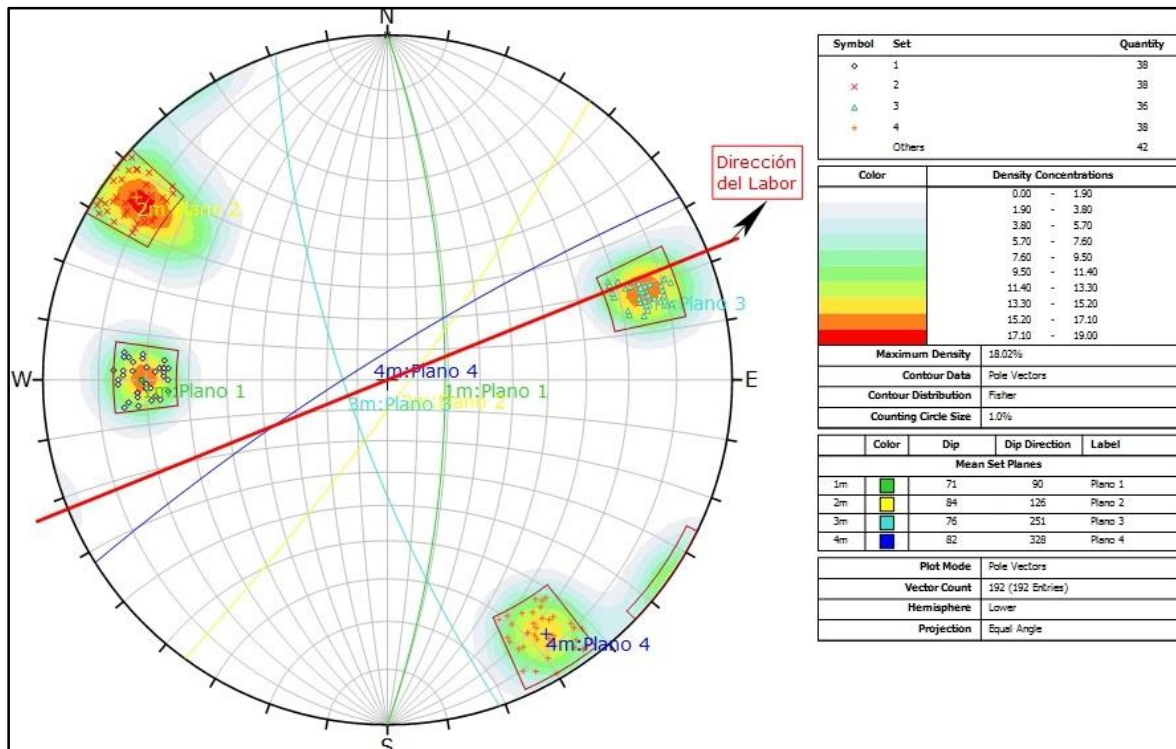 N
Dirección
del Labor
2m:Plano 2
Plano 3
W
4m:Plano 4
E
1m:Plano 1
1m:Plano 1
3m:Plano 3
2m:Plano 2
4m:Plano 4
S
Symbol Set Quantity
1 38
2 38
3 36
4 38
Others 42
Color Density Concentrations
0.00 - 1.90
1.90 - 3.80
3.80 - 5.70
5.70 - 7.60
7.60 - 9.50
9.50 - 11.40
11.40 - 13.30
13.30 - 15.20
15.20 - 17.10
17.10 - 19.00
Maximum Density 18.02%
Contour Data Pole Vectors
Contour Distribution Fisher
Counting Circle Size 1.0%
Color Dip Dip Direction Label
Mean Set Planes
1m 71 90 Plano 1
2m 84 126 Plano 2
3m 76 251 Plano 3
4m 82 328 Plano 4
Plot Mode Pole Vectors
Vector Count 192 (192 Entries)
Hemisphere Lower
Projection Equal Angle